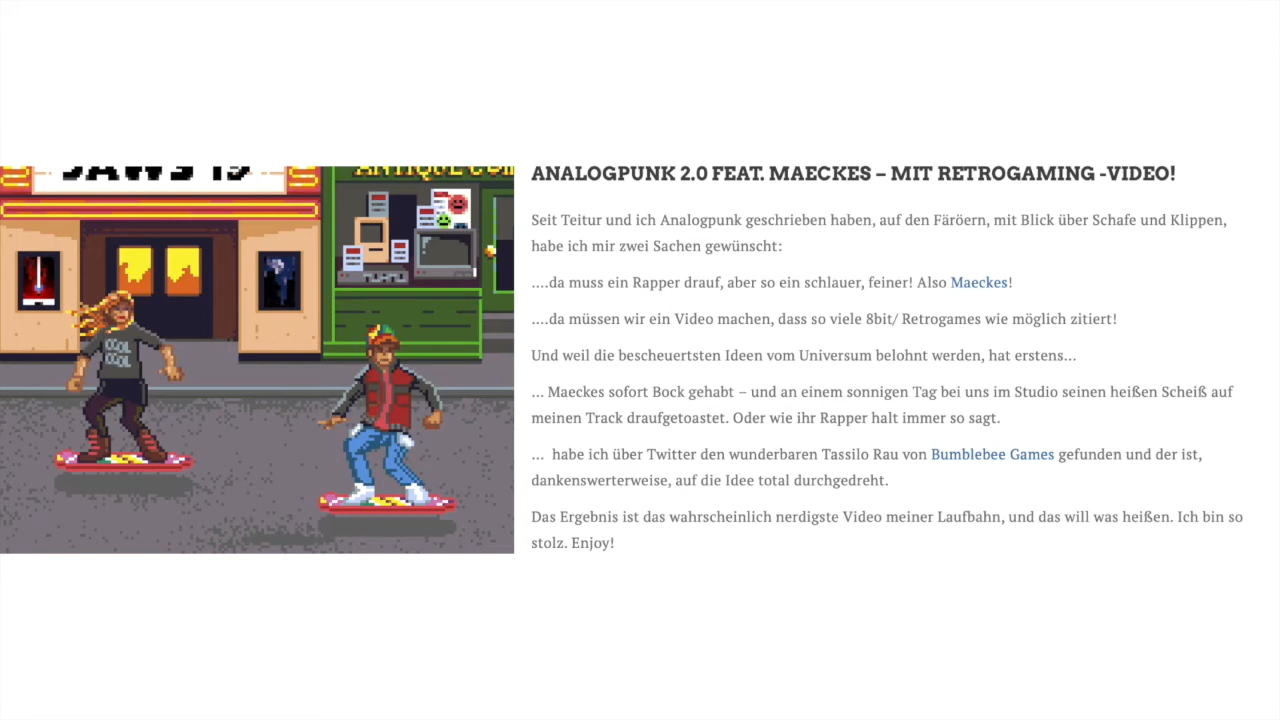 JAWS 19
ANTIQUE COM
COOL
COOL
ANALOGPUNK 2.0 FEAT. MAECKES – MIT RETROGAMING -VIDEO!
Seit Teitur und ich Analogpunk geschrieben haben, auf den Färöern, mit Blick über Schafe und Klippen,
habe ich mir zwei Sachen gewünscht:
....da muss ein Rapper drauf, aber so ein schlauer, feiner! Also Maeckes!
....da müssen wir ein Video machen, dass so viele 8bit/ Retrogames wie möglich zitiert!
Und weil die bescheuertsten Ideen vom Universum belohnt werden, hat erstens...
... Maeckes sofort Bock gehabt – und an einem sonnigen Tag bei uns im Studio seinen heißen Scheiß auf
meinen Track draufgetoastet. Oder wie ihr Rapper halt immer so sagt.
... habe ich über Twitter den wunderbaren Tassilo Rau von Bumblebee Games gefunden und der ist,
dankenswerterweise, auf die Idee total durchgedreht.
Das Ergebnis ist das wahrscheinlich nerdigste Video meiner Laufbahn, und das will was heißen. Ich bin so
stolz. Enjoy!